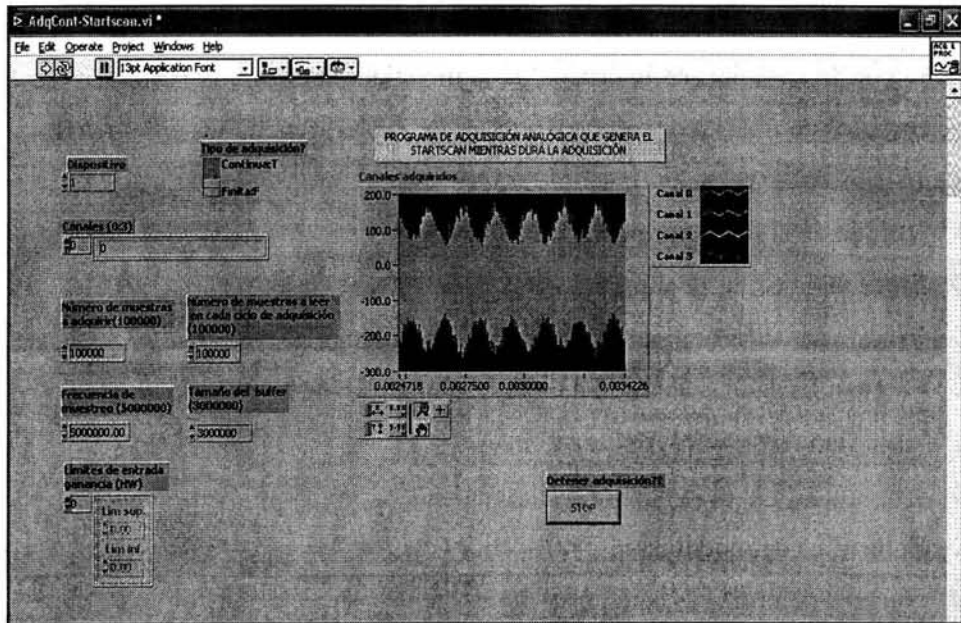 AdqCont-Startscan.vi *
File Edit Operate Project Windows Help
13pt Application Font
ACQ &
PROC
PROGRAMA DE ADQUISICIÓN ANALÓGICA QUE GENERA EL
STARTSCAN MIENTRAS DURA LA ADQUISICIÓN
Tipo de adquisición?
Continua:T
Finita:F
Dispositivo
1
Canales (0:3)
0
0
Canales adquiridos
200.0
100.0
0.0
-100.0
-200.0
-300.0
0.0024718 0.0027500 0.0030000 0.0034226
Canal 0
Canal 1
Canal 2
Canal 3
Número de muestras
a adquirir(100000)
100000
Número de muestras a leer
en cada ciclo de adquisición
(100000)
100000
Frecuencia de
muestreo (5000000)
5000000.00
Tamaño del buffer
(3000000)
3000000
Límites de entrada
ganancia (HW)
0
Lim sup.
0.00
Lim inf.
0.00
Detener adquisición?
STOP